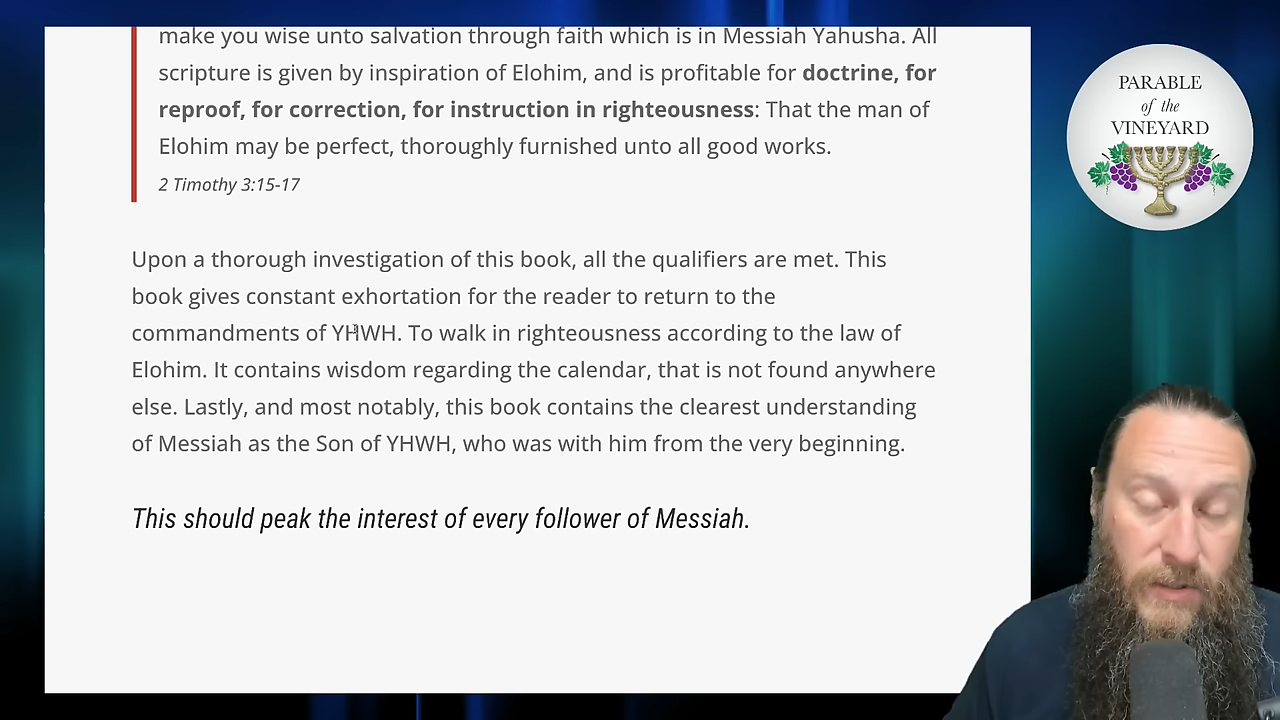 make you wise unto salvation through faith which is in Messiah Yahusha. All
scripture is given by inspiration of Elohim, and is profitable for doctrine, for
reproof, for correction, for instruction in righteousness: That the man of
Elohim may be perfect, thoroughly furnished unto all good works.
2 Timothy 3:15-17
Upon a thorough investigation of this book, all the qualifiers are met. This
book gives constant exhortation for the reader to return to the
commandments of YHWH. To walk in righteousness according to the law of
Elohim. It contains wisdom regarding the calendar, that is not found anywhere
else. Lastly, and most notably, this book contains the clearest understanding
of Messiah as the Son of YHWH, who was with him from the very beginning.
This should peak the interest of every follower of Messiah.
PARABLE
of the
VINEYARD